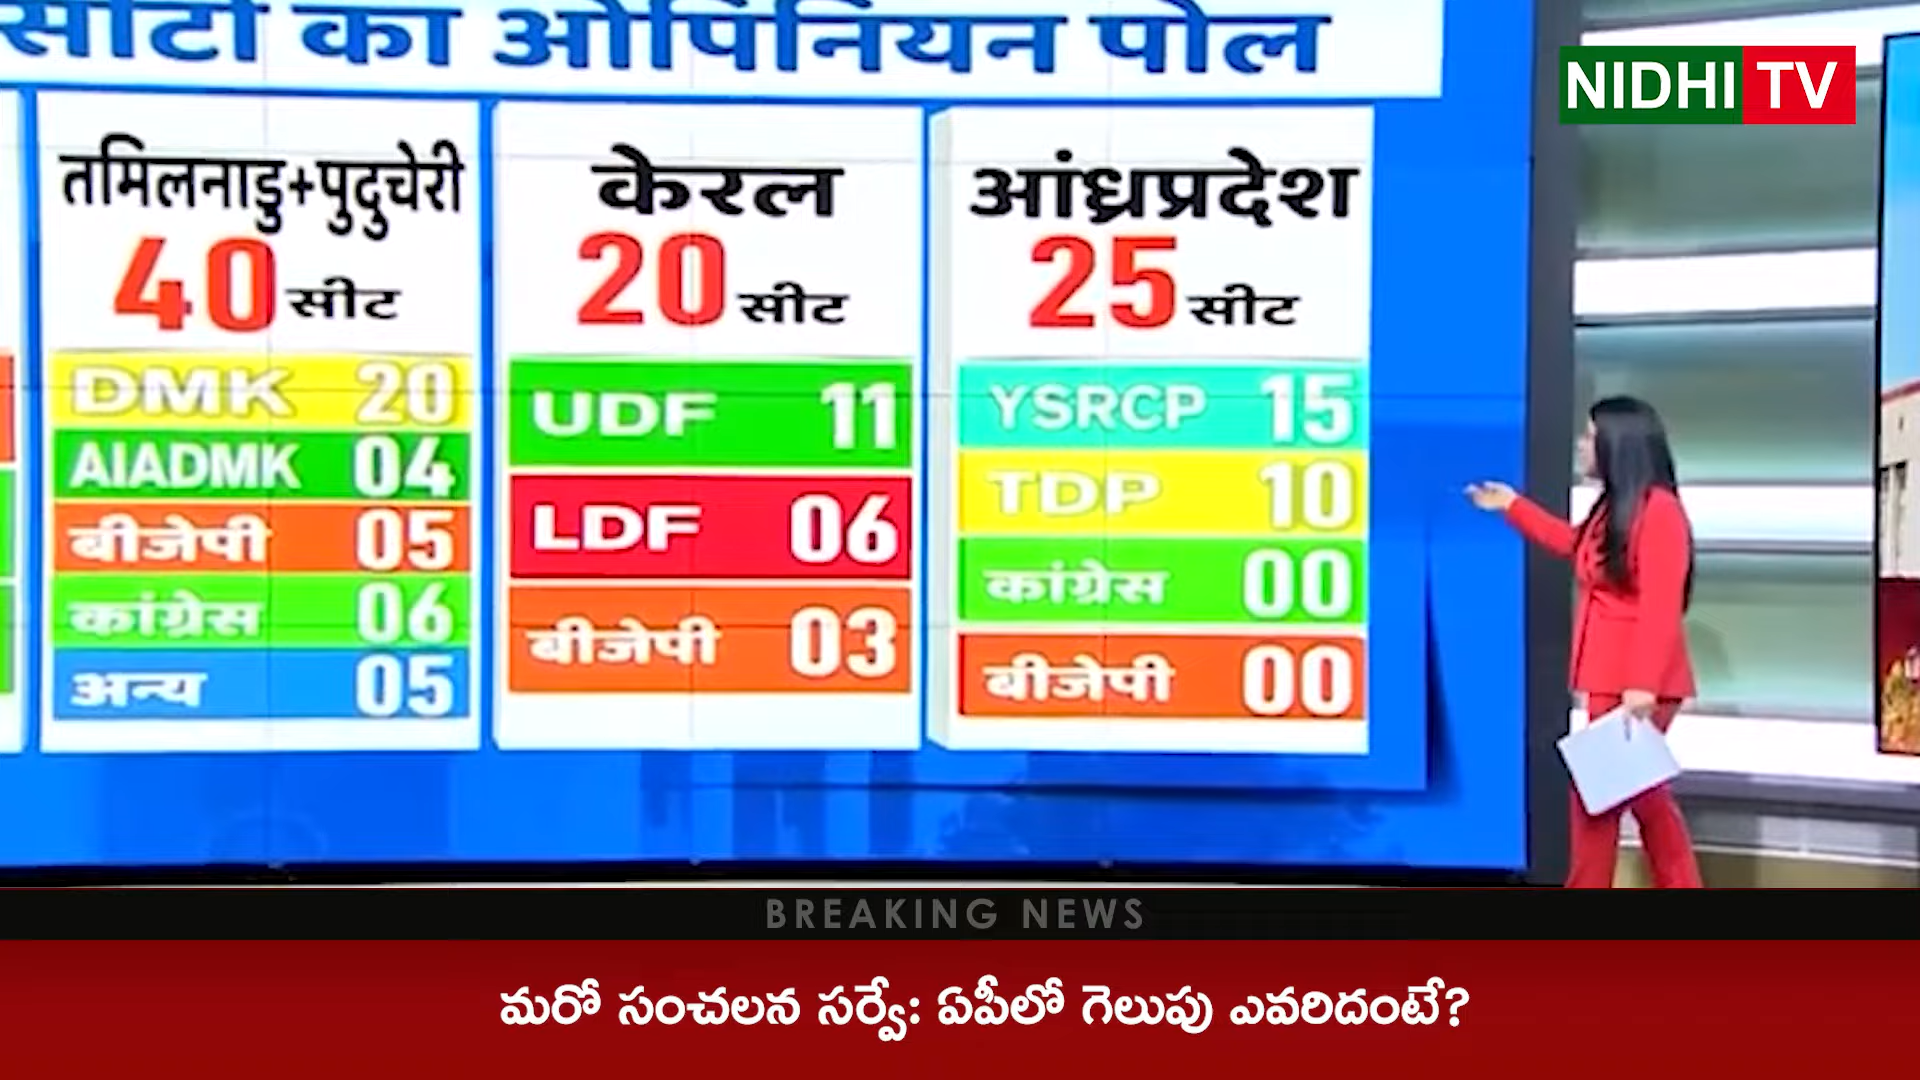 सीटों का ओपिनियन पोल
NIDHI TV
तमिलनाडु+पुदुचेरी
40 सीट
DMK 20
AIADMK 04
बीजेपी 05
कांग्रेस 06
अन्य 05
केरल
20 सीट
UDF 11
LDF 06
बीजेपी 03
आंध्रप्रदेश
25 सीट
YSRCP 15
TDP 10
कांग्रेस 00
बीजेपी 00
BREAKING NEWS
మరో సంచలన సర్వే: ఏపీలో గెలుపు ఎవరిదంటే?